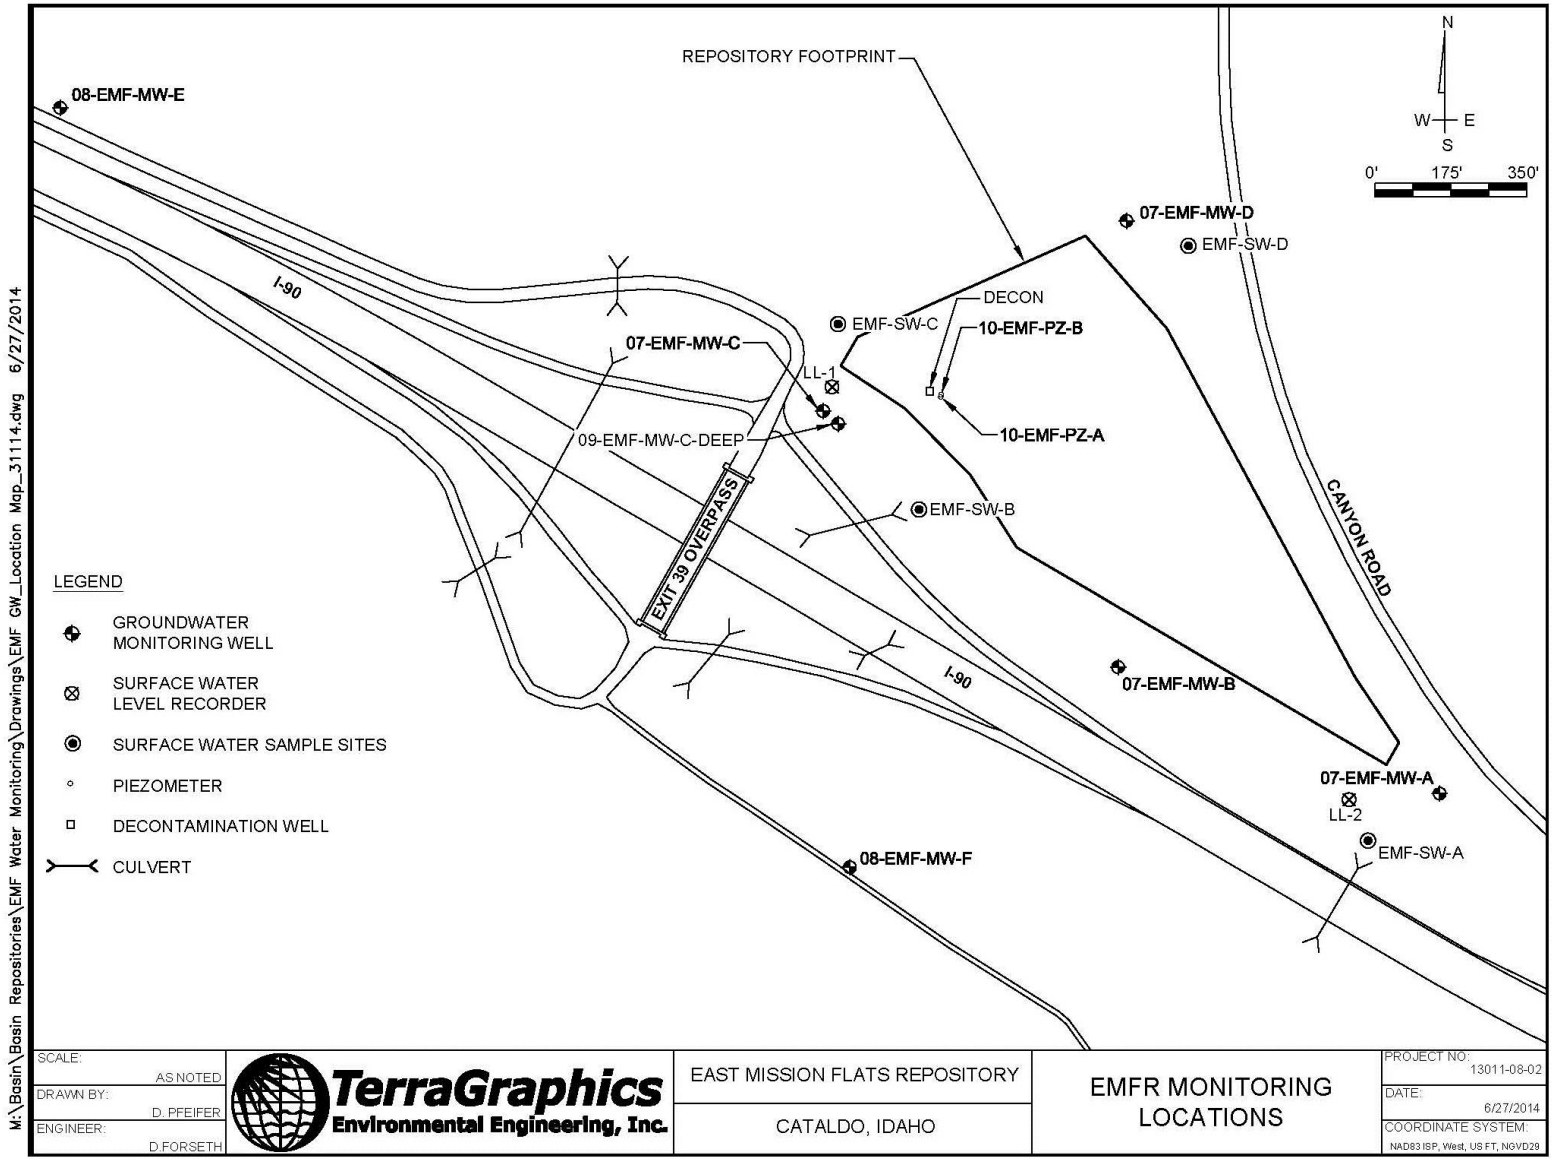 REPOSITORY FOOTPRINT
N
W E
S
0' 175' 350'
08-EMF-MW-E
07-EMF-MW-D
EMF-SW-D
I-90
DECON
EMF-SW-C
10-EMF-PZ-B
07-EMF-MW-C
LL-1
09-EMF-MW-C-DEEP
10-EMF-PZ-A
EMF-SW-B
EXIT 39 OVERPASS
CANYON ROAD
I-90
07-EMF-MW-B
07-EMF-MW-A
LL-2
EMF-SW-A
08-EMF-MW-F
LEGEND
GROUNDWATER
MONITORING WELL
SURFACE WATER
LEVEL RECORDER
SURFACE WATER SAMPLE SITES
PIEZOMETER
DECONTAMINATION WELL
CULVERT
M:\Basin\Basin Repositories\EMF Water Monitoring\Drawings\EMF GW_Location Map_31114.dwg 6/27/2014
SCALE:
AS NOTED
DRAWN BY:
D. PFEIFER
ENGINEER:
D.FORSETH
TerraGraphics
Environmental Engineering, Inc.
EAST MISSION FLATS REPOSITORY
CATALDO, IDAHO
EMFR MONITORING
LOCATIONS
PROJECT NO:
13011-08-02
DATE:
6/27/2014
COORDINATE SYSTEM:
NAD83 ISP, West, US FT, NGVD29